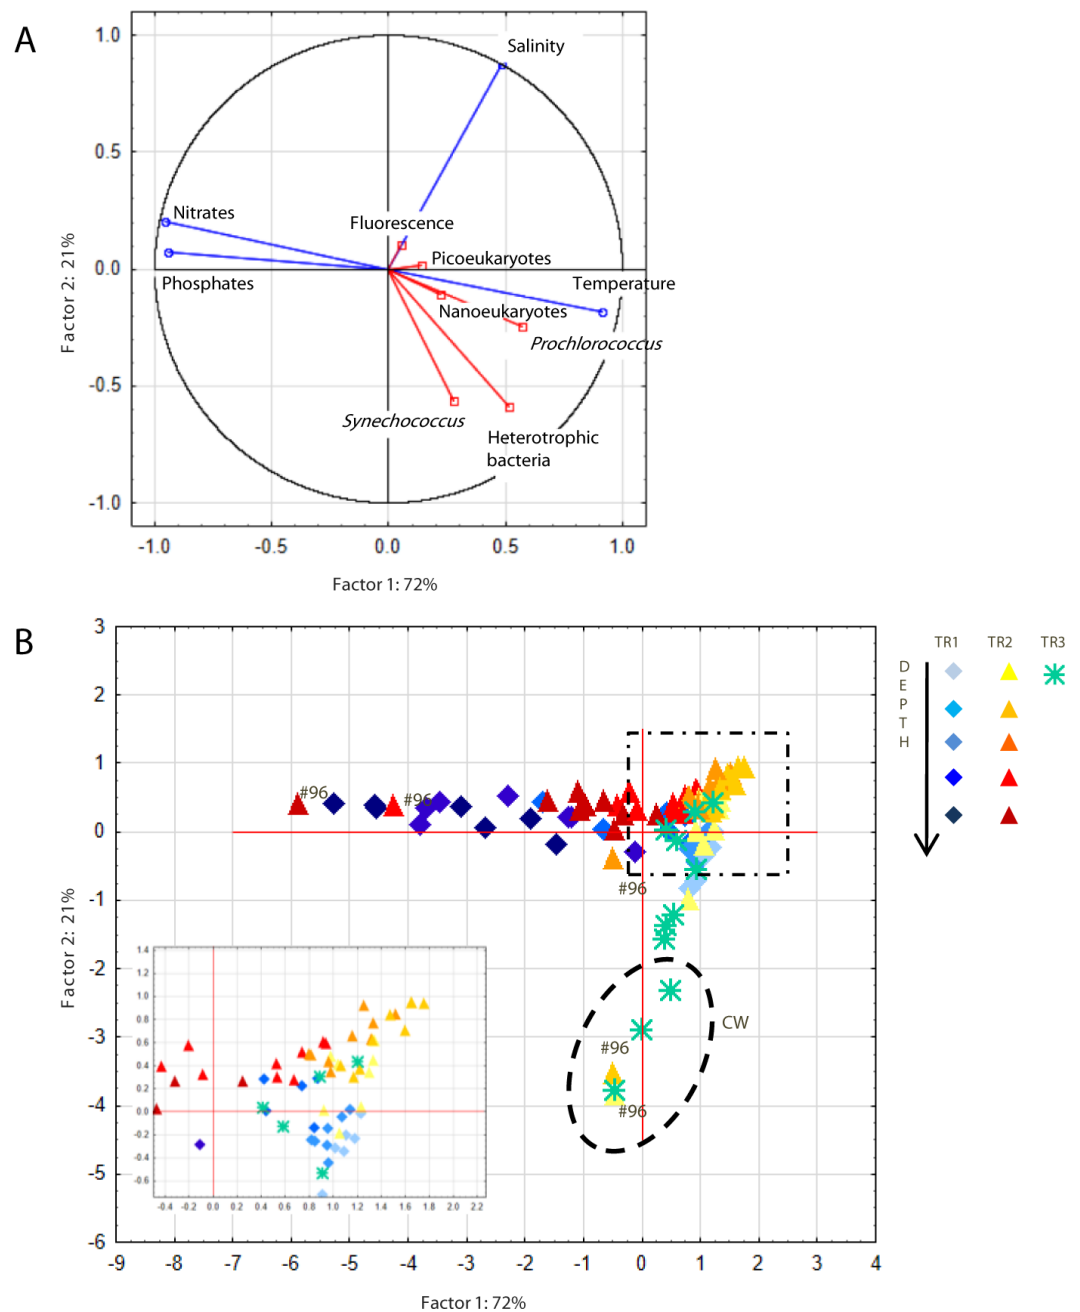 A
1.0
0.5
0.0
-0.5
-1.0
Factor 2: 21%
Salinity
Nitrates
Fluorescence
Picoeukaryotes
Phosphates
Temperature
Nanoeukaryotes
Prochlorococcus
Synechococcus
Heterotrophic
bacteria
-1.0 -0.5 0.0 0.5 1.0
Factor 1: 72%
B
3
2
1
0
-1
-2
-3
-4
-5
-6
Factor 2: 21%
#96
#96
#96
CW
#96
#96
1.4
1.2
1.0
0.8
0.6
0.4
0.2
0.0
-0.2
-0.4
-0.6
-0.4 -0.2 0.0 0.2 0.4 0.6 0.8 1.0 1.2 1.4 1.6 1.8 2.0 2.2
-9 -8 -7 -6 -5 -4 -3 -2 -1 0 1 2 3 4
Factor 1: 72%
TR1 TR2 TR3
D
E
P
T
H